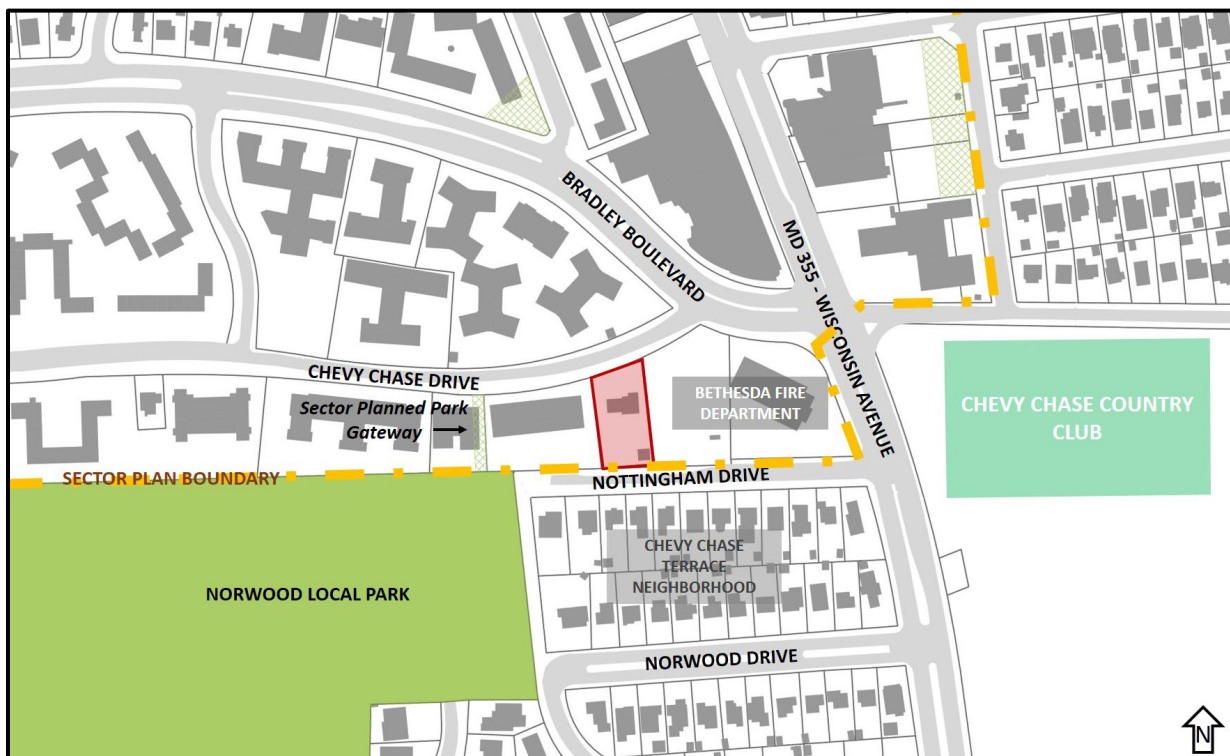 BRADLEY BOULEVARD
MD 355 - WISCONSIN AVENUE
CHEVY CHASE DRIVE
Sector Planned Park
Gateway
BETHESDA FIRE
DEPARTMENT
CHEVY CHASE COUNTRY
CLUB
SECTOR PLAN BOUNDARY
NOTTINGHAM DRIVE
CHEVY CHASE
TERRACE
NEIGHBORHOOD
NORWOOD LOCAL PARK
NORWOOD DRIVE
N